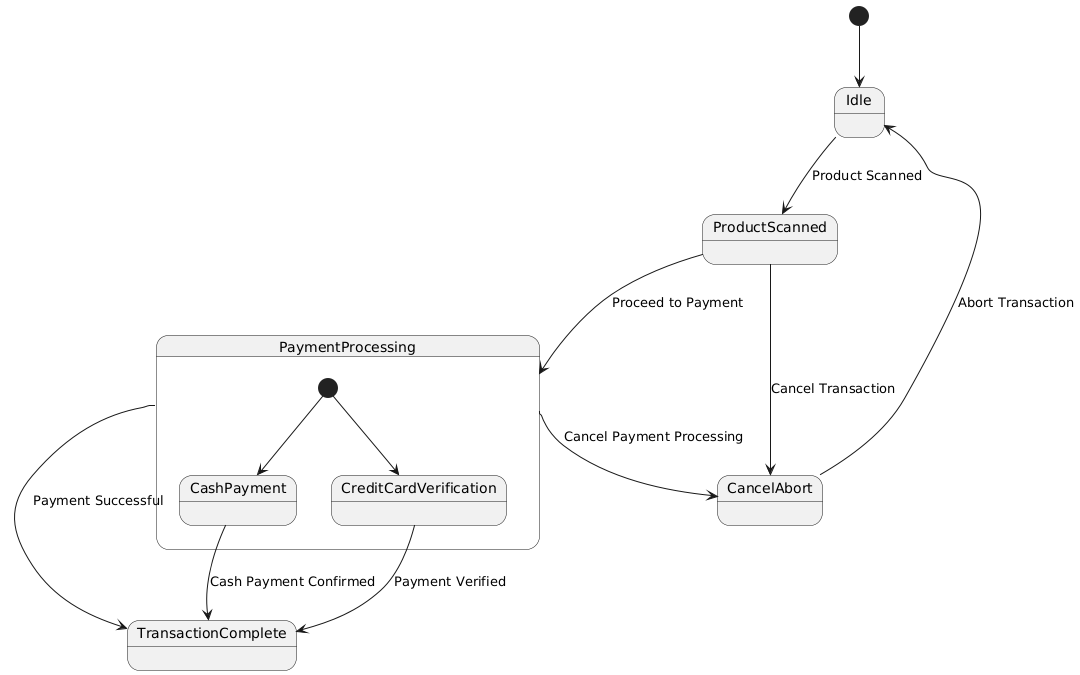 Idle
Product Scanned
ProductScanned
Proceed to Payment
Abort Transaction
PaymentProcessing
Cancel Transaction
Cancel Payment Processing
CashPayment
CreditCardVerification
CancelAbort
Payment Successful
Cash Payment Confirmed
Payment Verified
TransactionComplete